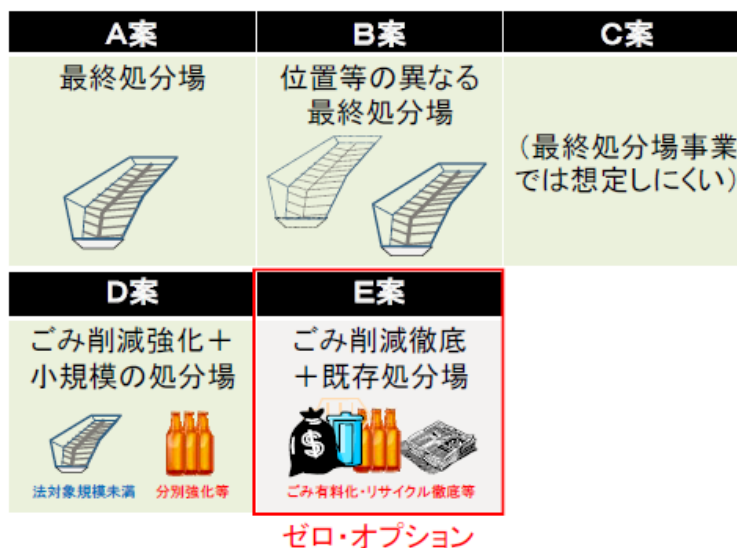 A案
B案
C案
最終処分場
位置等の異なる
最終処分場
（最終処分場事業
では想定しにくい）
D案
E案
ごみ削減強化＋
小規模の処分場
ごみ削減徹底
＋既存処分場
$
法対象規模未満
分別強化等
ごみ有料化・リサイクル徹底等
ゼロ・オプション